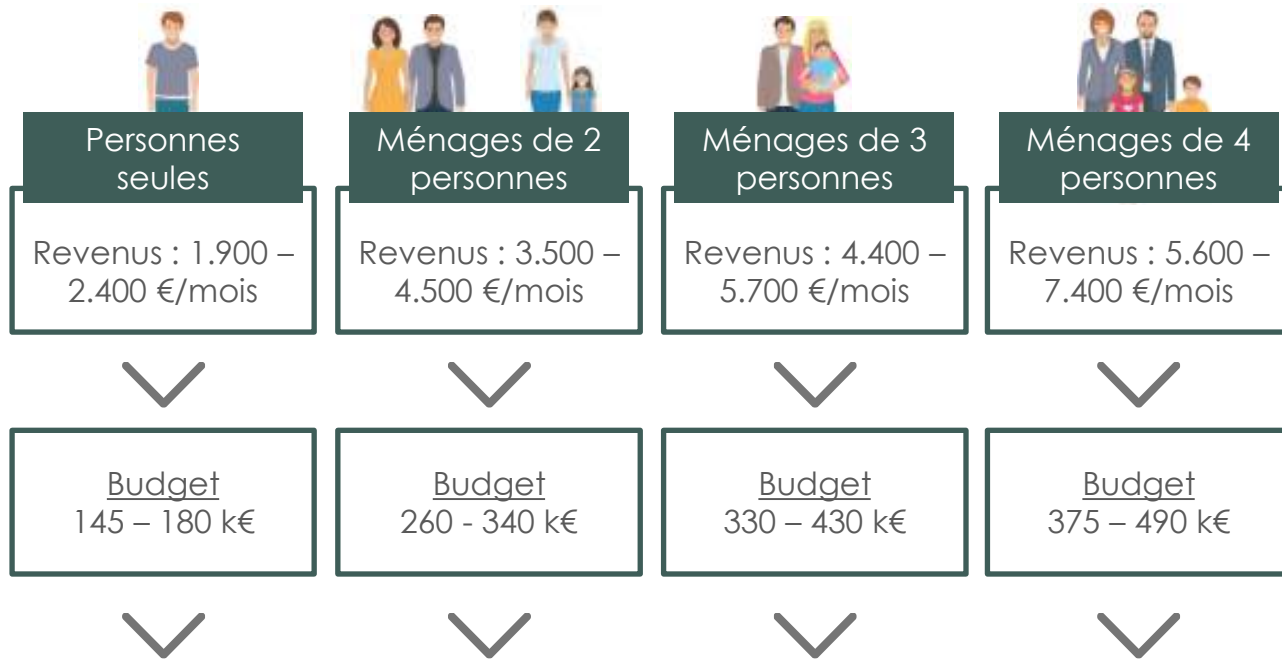 Personnes
seules
Ménages de 2
personnes
Ménages de 3
personnes
Ménages de 4
personnes
Revenus : 1.900 –
2.400 €/mois
Revenus : 3.500 –
4.500 €/mois
Revenus : 4.400 –
5.700 €/mois
Revenus : 5.600 –
7.400 €/mois
Budget
145 – 180 k€
Budget
260 - 340 k€
Budget
330 – 430 k€
Budget
375 – 490 k€